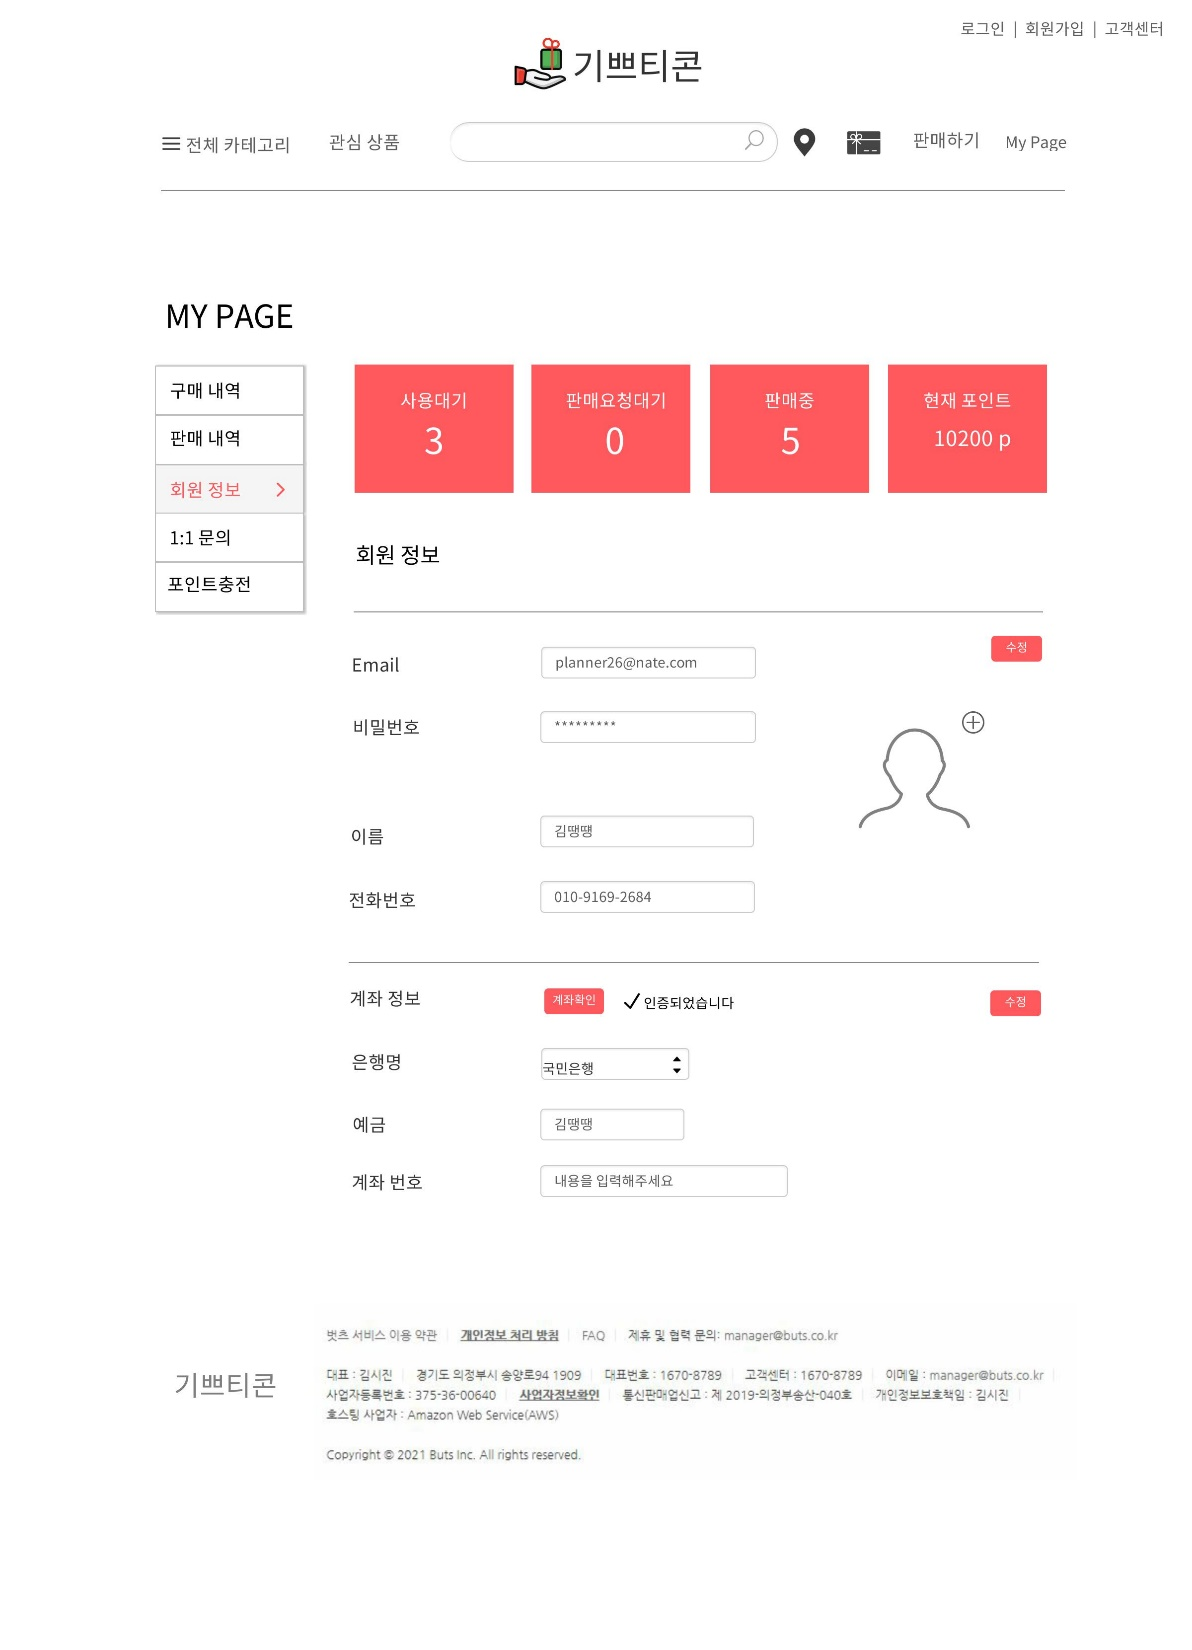 로그인 | 회원가입 | 고객센터
기쁘티콘
전체 카테고리 관심 상품 판매하기 My Page
MY PAGE
구매 내역
판매 내역
회원 정보
1:1 문의
포인트충전
사용대기 판매요청대기 판매중 현재 포인트
3 0 5 10200 p
회원 정보
수정
Email planner26@nate.com
비밀번호 *********
이름 김땡땡
전화번호 010-9169-2684
계좌 정보 계좌확인 인증되었습니다 수정
은행명 국민은행
예금 김땡땡
계좌 번호 내용을 입력해주세요
벗츠 서비스 이용 약관 개인정보 처리 방침 FAQ 제휴 및 협력 문의: manager@buts.co.kr
기쁘티콘
대표 : 김시진 경기도 의정부시 송양로94 1909 대표번호 : 1670-8789 고객센터 : 1670-8789 이메일 : manager@buts.co.kr
사업자등록번호 : 375-36-00640 사업자정보확인 통신판매업신고 : 제 2019-의정부송산-040호 개인정보보호책임 : 김시진
호스팅 사업자 : Amazon Web Service(AWS)
Copyright © 2021 Buts Inc. All rights reserved.